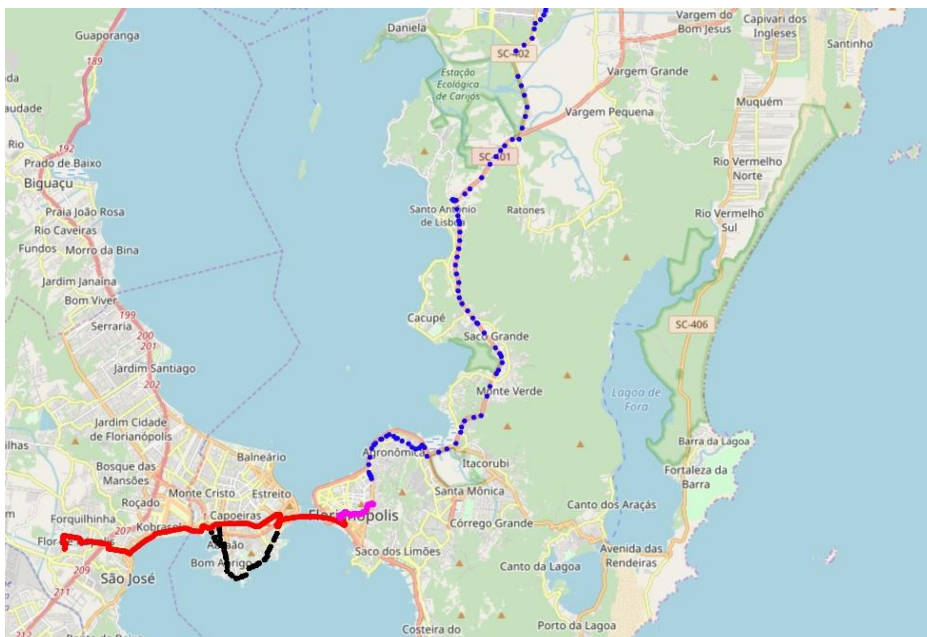 Guaporanga
189
Daniela
Vargem do
Bom Jesus
Capivari dos
Ingleses
Santinho
SC-402
Estação
Ecológica
de Carijós
Vargem Grande
Muquém
Vargem Pequena
Rio
192
Prado de Baixo
Biguaçu
SC-401
Rio Vermelho
Norte
Praia João Rosa
Santo Antônio
de Lisboa
Ratones
Rio Vermelho
Sul
Rio Caveiras
Fundos
Morro da Bina
Jardim Janaina
Bom Viver
199
Serraria
200
201
202
Cacupé
Saco Grande
SC-406
Jardim Santiago
Monte Verde
Lagoa de
Fora
Jardim Cidade
de Florianópolis
Balneário
Agronômica
Itacorubi
Barra da Lagoa
Bosque das
Mansões
Monte Cristo
Estreito
Santa Mônica
Fortaleza da
Barra
Roçado
Capoeiras
Florianópolis
Canto dos Araçás
Forquilhinha
207
Córrego Grande
Saco dos Limões
Avenida das
Rendeiras
Bom Abrigo
Canto da Lagoa
209
211
São José
Costeira do
Porto da Lagoa